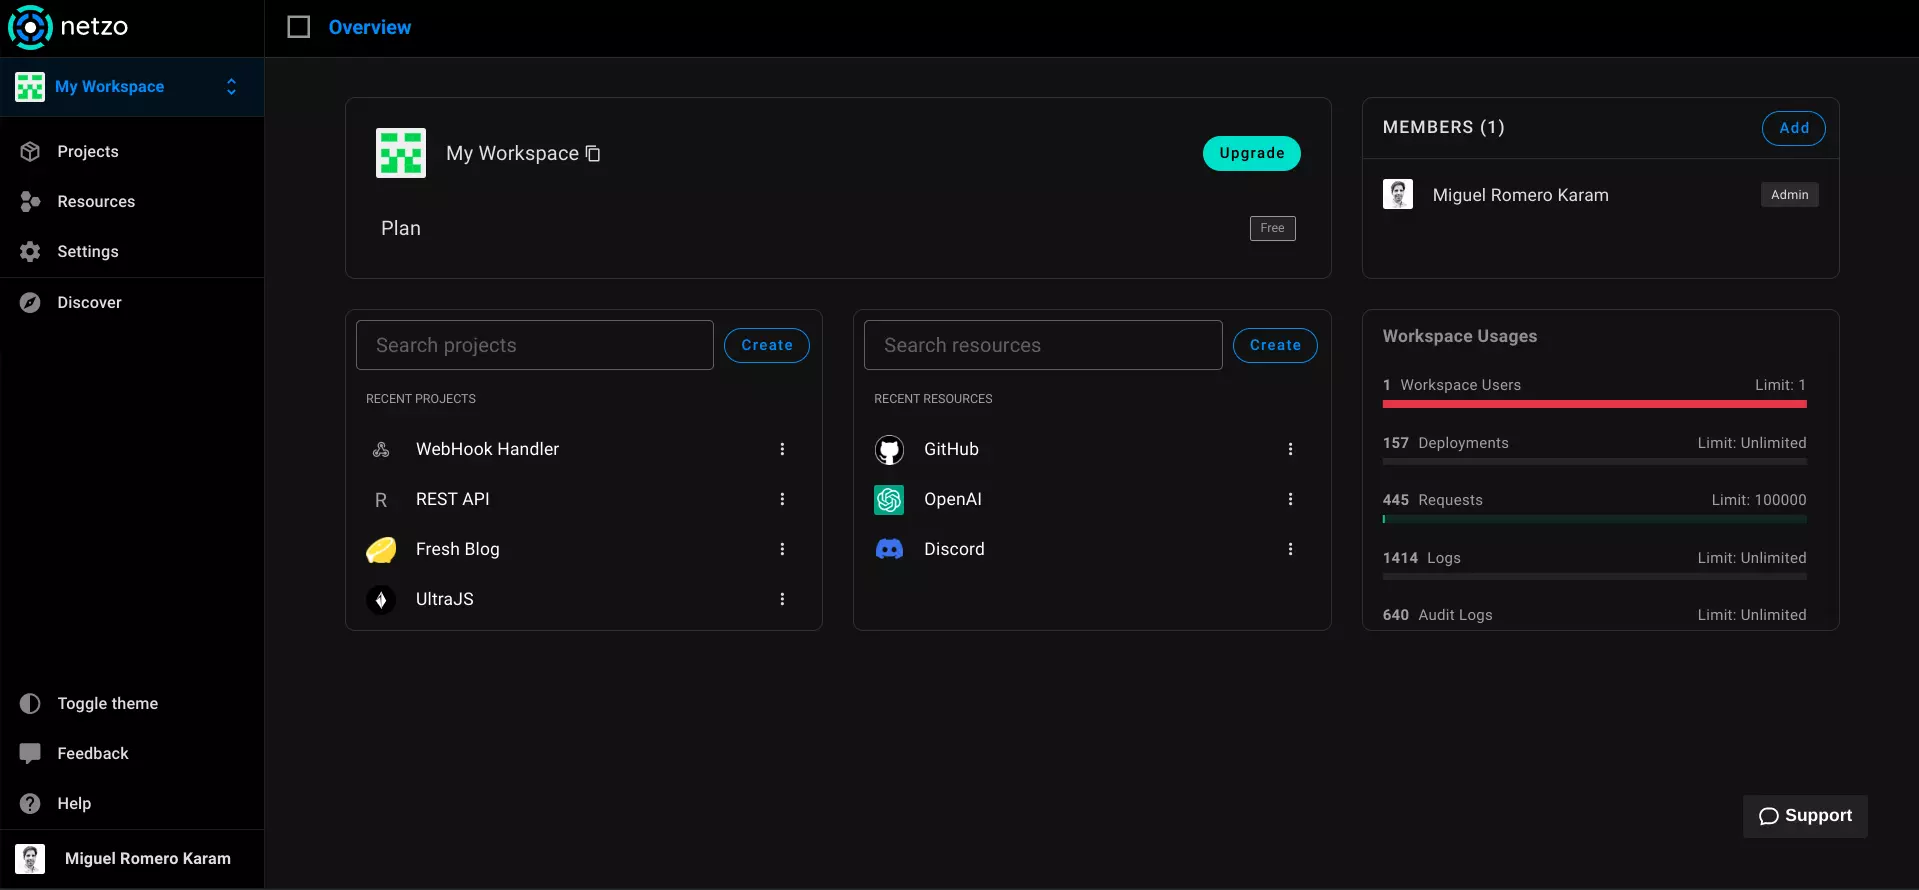 netzo
My Workspace
Projects
Resources
Settings
Discover
Toggle theme
Feedback
Help
Miguel Romero Karam
Overview
My Workspace
Upgrade
Plan
Free
MEMBERS (1)
Add
Miguel Romero Karam
Admin
Search projects
Create
RECENT PROJECTS
WebHook Handler
R REST API
Fresh Blog
UltraJS
Search resources
Create
RECENT RESOURCES
GitHub
OpenAI
Discord
Workspace Usages
1 Workspace Users Limit: 1
157 Deployments Limit: Unlimited
445 Requests Limit: 100000
1414 Logs Limit: Unlimited
640 Audit Logs Limit: Unlimited
Support